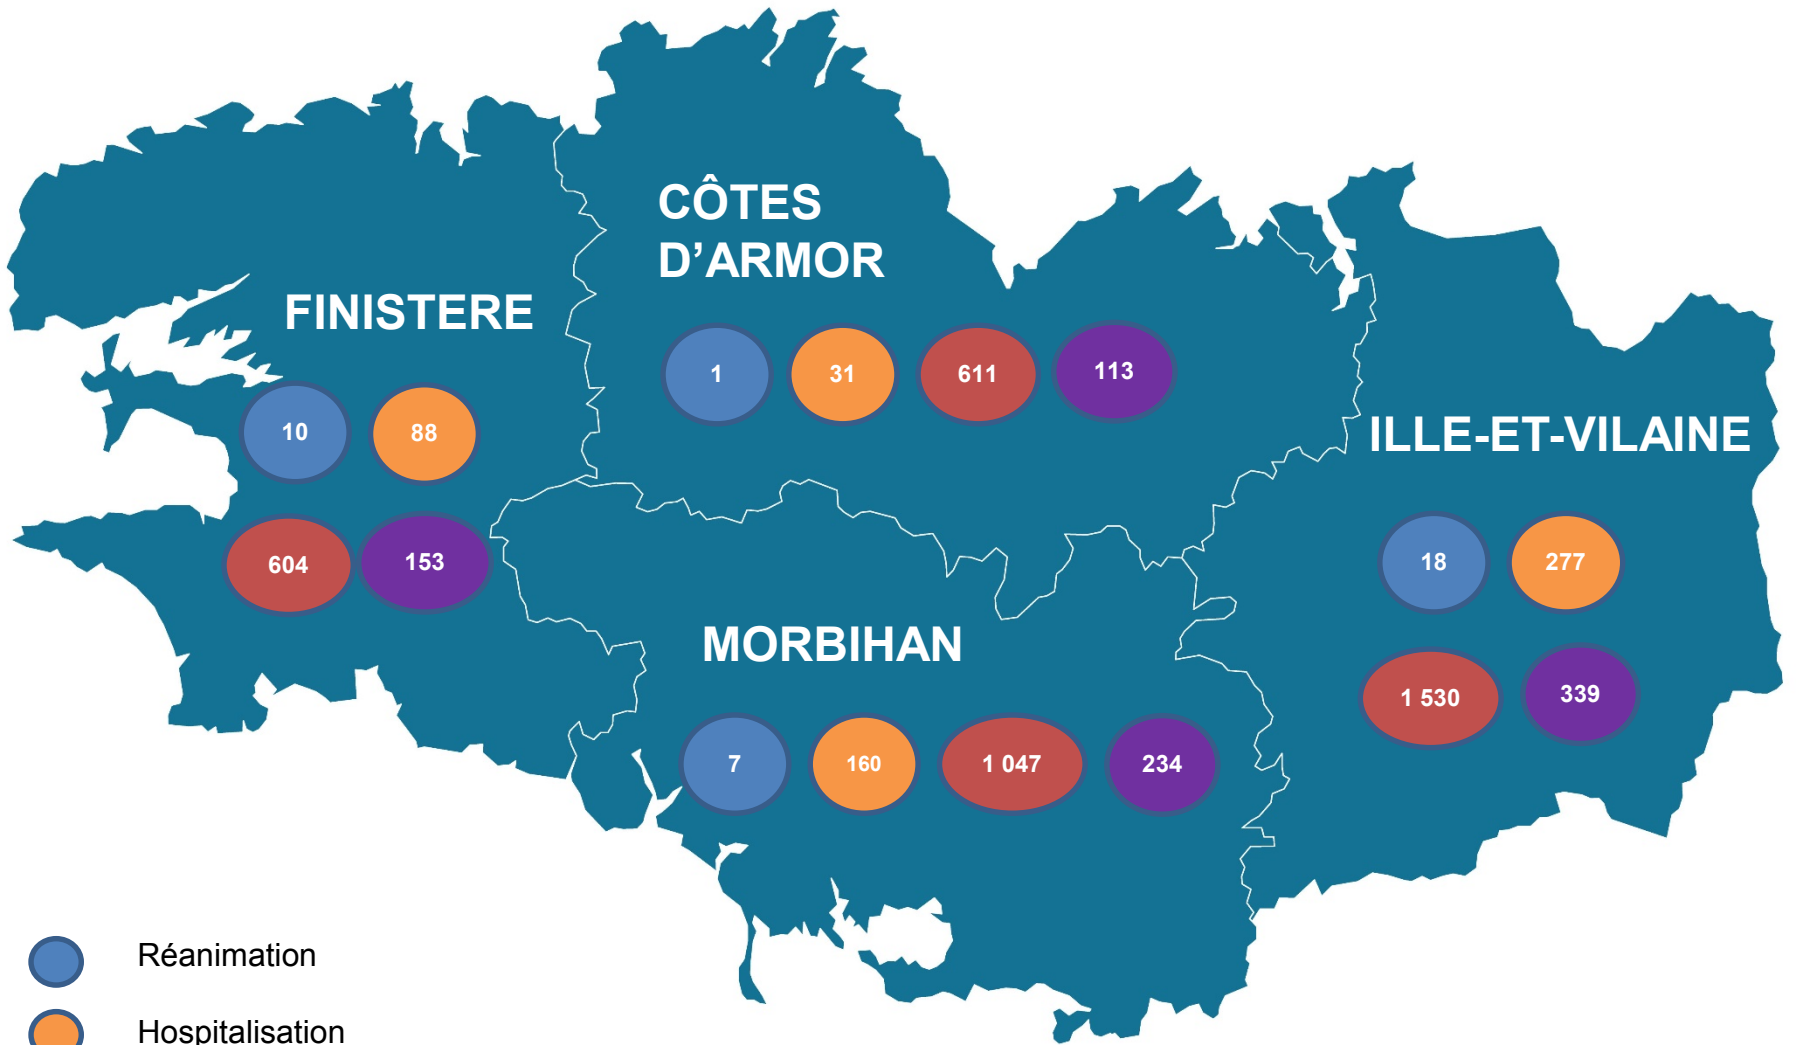 CÔTES
D’ARMOR
1 31 611 113
FINISTERE
10 88
604 153
ILLE-ET-VILAINE
18 277
1 530 339
MORBIHAN
7 160 1 047 234
Réanimation
Hospitalisation